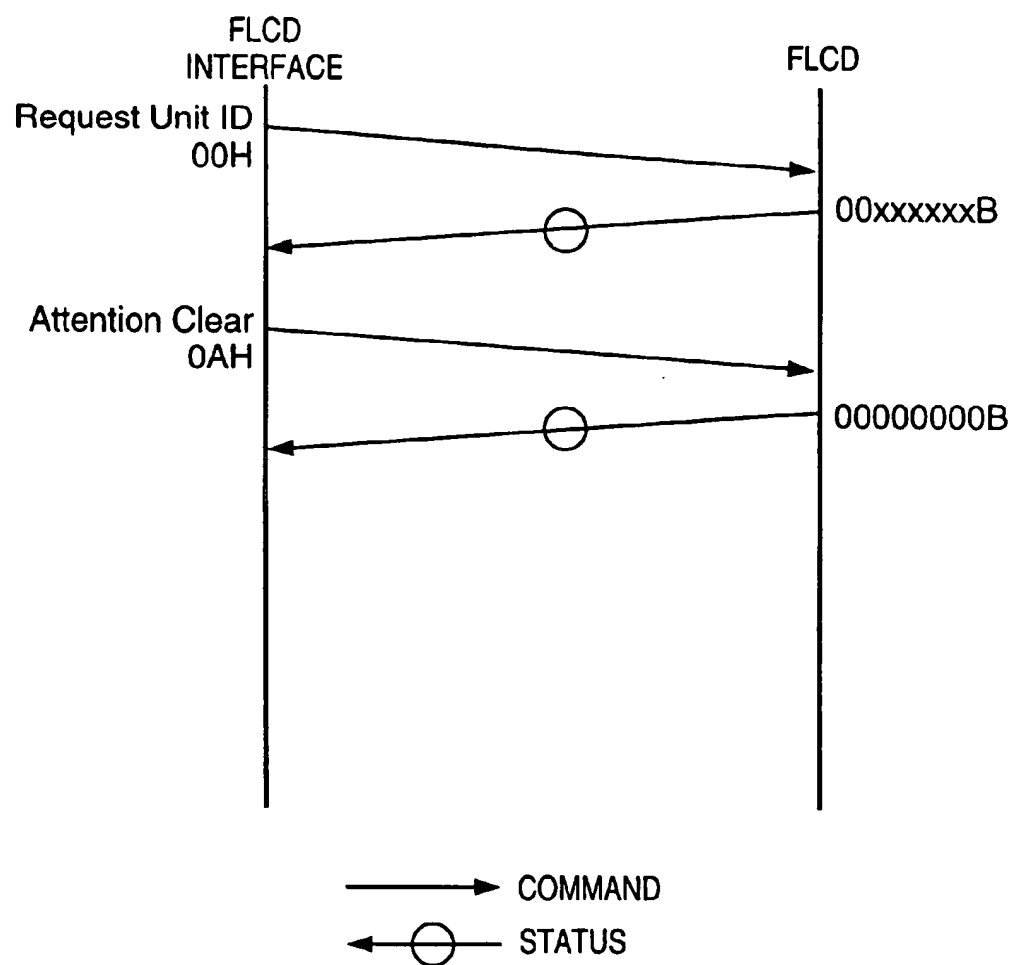 FLCD
INTERFACE
FLCD
Request Unit ID
00H
00xxxxxxB
Attention Clear
0AH
00000000B
COMMAND
STATUS